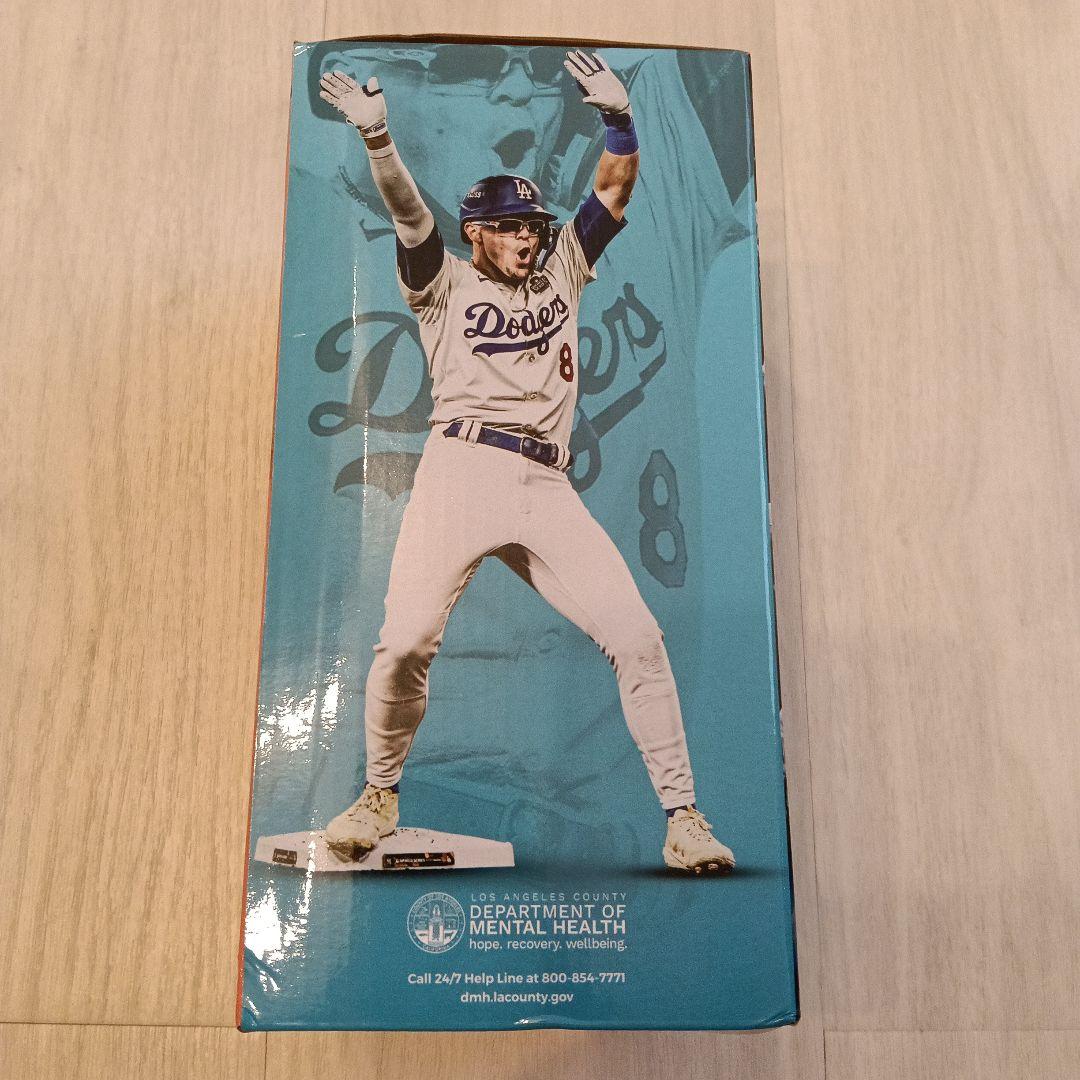 LA
Dodgers
8
Dodgers
8
LOS ANGELES COUNTY
DEPARTMENT OF
MENTAL HEALTH
hope. recovery. wellbeing.
Call 24/7 Help Line at 800-854-7771
dmh.lacounty.gov